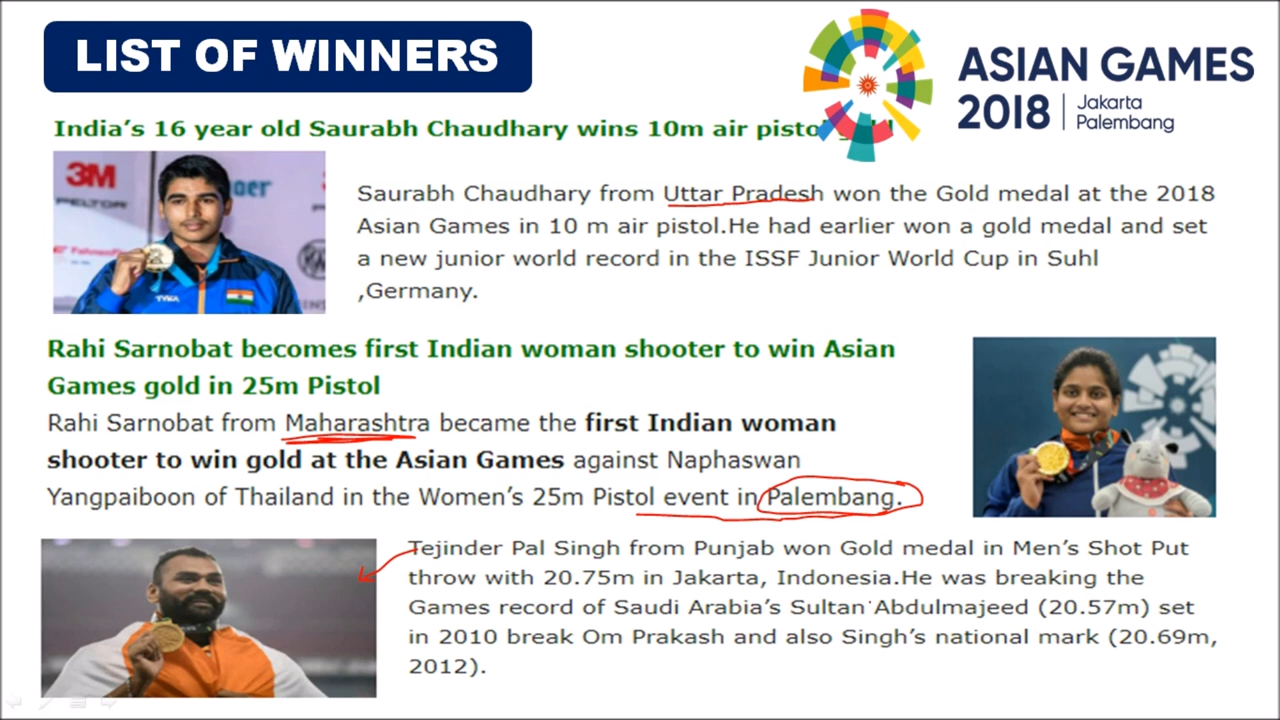 LIST OF WINNERS
ASIAN GAMES
2018 Jakarta
Palembang
India's 16 year old Saurabh Chaudhary wins 10m air pistol
3M
PELTOR
TYKA
Saurabh Chaudhary from Uttar Pradesh won the Gold medal at the 2018
Asian Games in 10 m air pistol.He had earlier won a gold medal and set
a new junior world record in the ISSF Junior World Cup in Suhl
,Germany.
Rahi Sarnobat becomes first Indian woman shooter to win Asian
Games gold in 25m Pistol
Rahi Sarnobat from Maharashtra became the first Indian woman
shooter to win gold at the Asian Games against Naphaswan
Yangpaiboon of Thailand in the Women's 25m Pistol event in Palembang.
Tejinder Pal Singh from Punjab won Gold medal in Men's Shot Put
throw with 20.75m in Jakarta, Indonesia.He was breaking the
Games record of Saudi Arabia's Sultan Abdulmajeed (20.57m) set
in 2010 break Om Prakash and also Singh's national mark (20.69m,
2012).